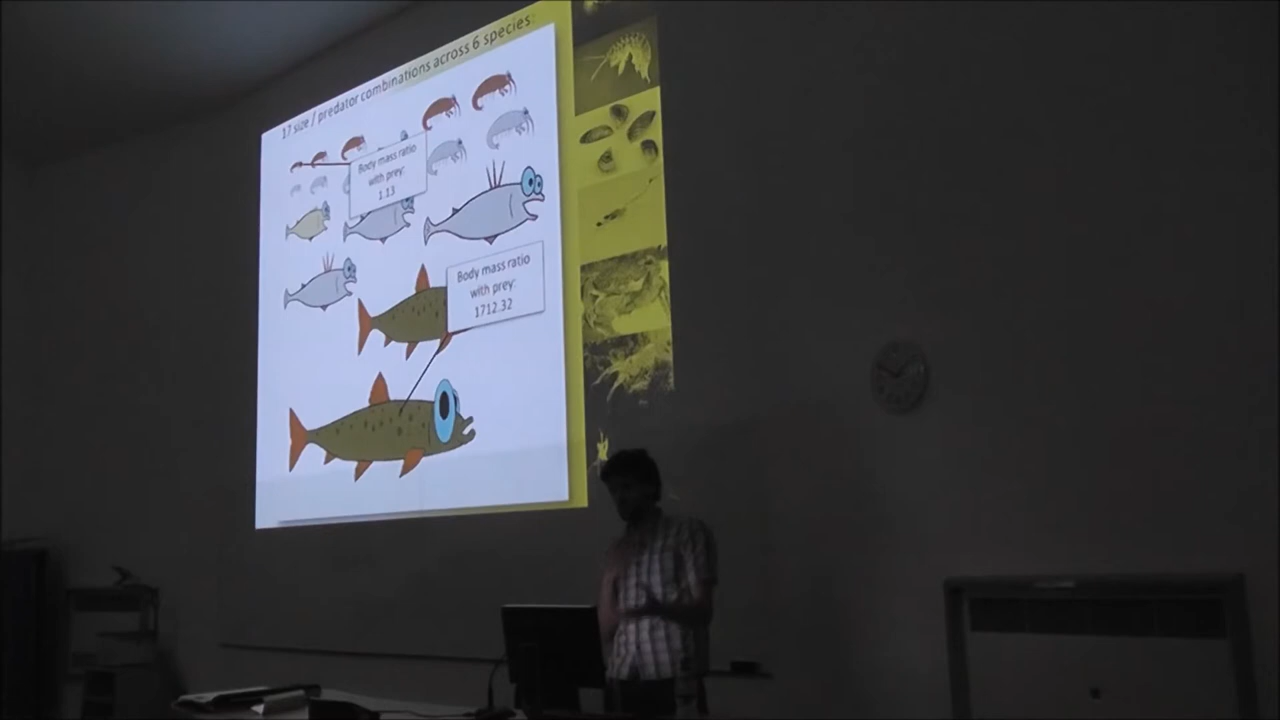 17 size / predator combinations across 6 species:
Body mass ratio
with prey:
1.13
Body mass ratio
with prey:
1712.32